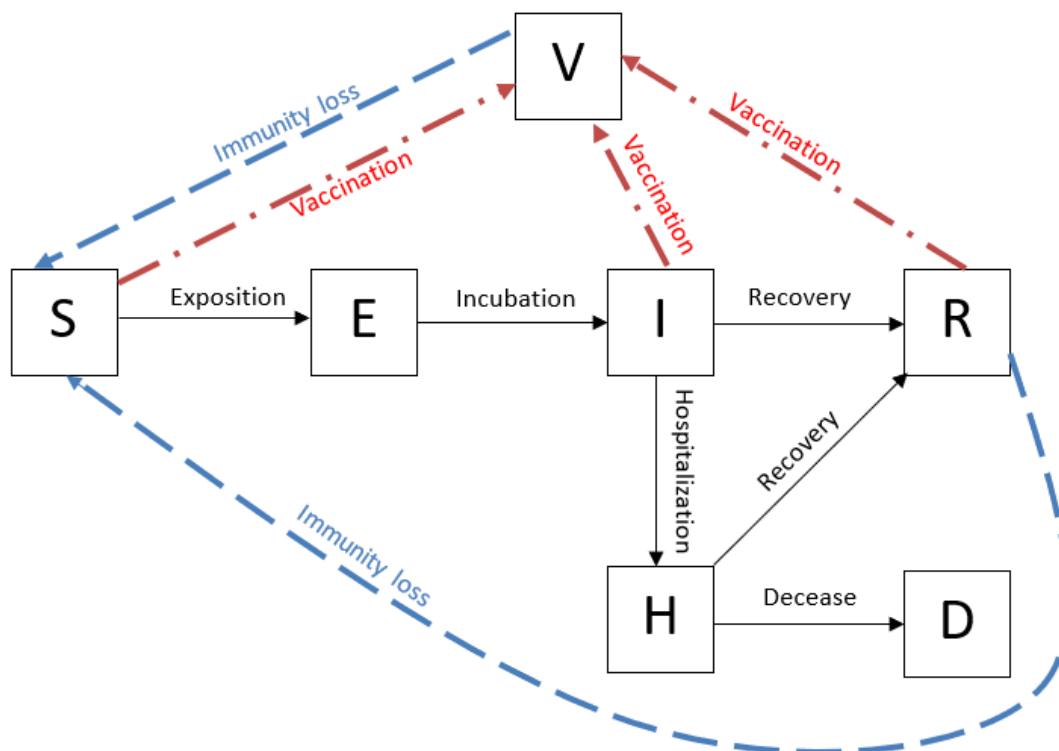 V
Immunity loss
Vaccination
Vaccination
Vaccination
S
Exposition
E
Incubation
I
Recovery
R
Hospitalization
Recovery
Immunity loss
H
Decease
D